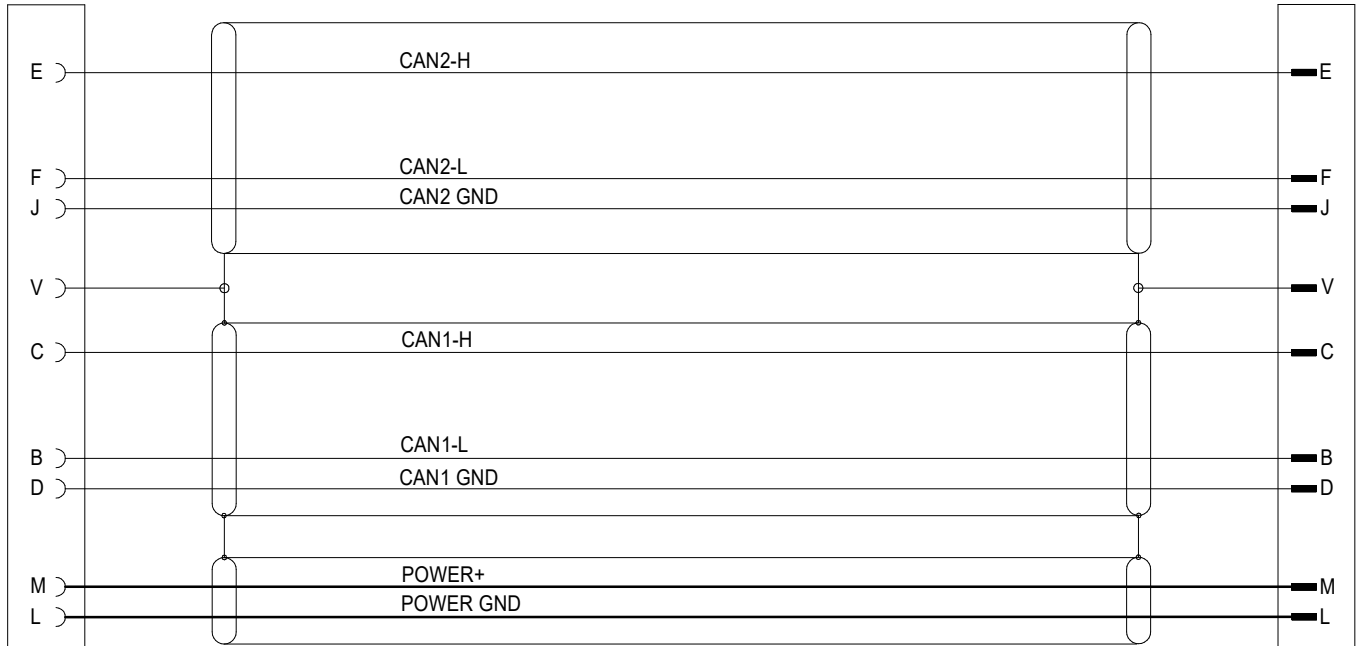 E CAN2-H E
F CAN2-L F
J CAN2 GND J
V V
C CAN1-H C
B CAN1-L B
D CAN1 GND D
M POWER+ M
L POWER GND L